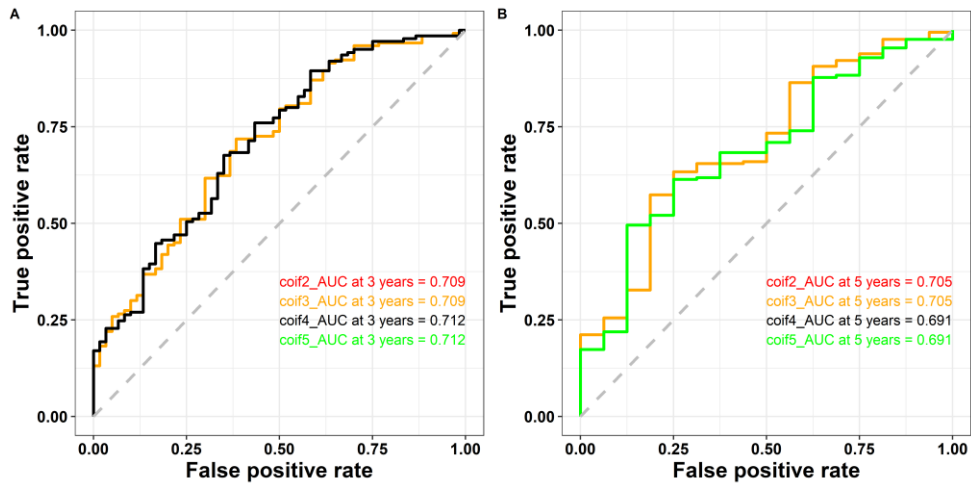 A
1.00
0.75
0.50
0.25
0.00
True positive rate
coif2_AUC at 3 years = 0.709
coif3_AUC at 3 years = 0.709
coif4_AUC at 3 years = 0.712
coif5_AUC at 3 years = 0.712
0.00 0.25 0.50 0.75 1.00
False positive rate
B
1.00
0.75
0.50
0.25
0.00
True positive rate
coif2_AUC at 5 years = 0.705
coif3_AUC at 5 years = 0.705
coif4_AUC at 5 years = 0.691
coif5_AUC at 5 years = 0.691
0.00 0.25 0.50 0.75 1.00
False positive rate